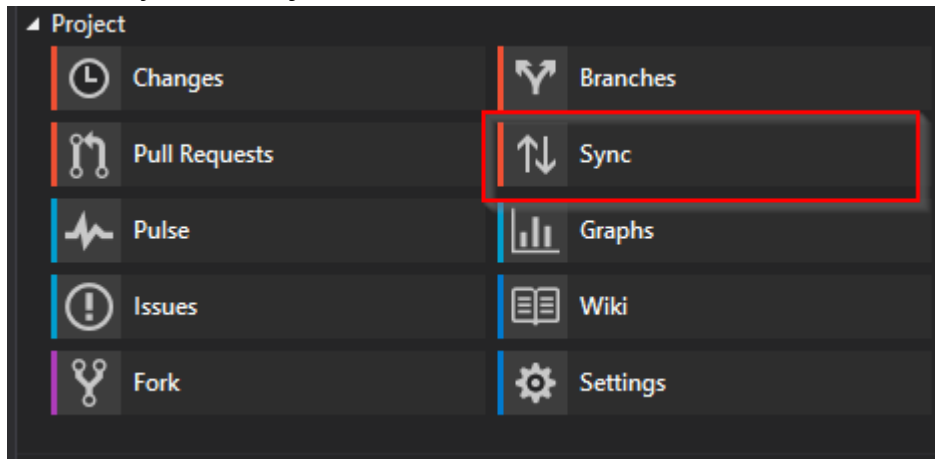 Project
Changes
Branches
Pull Requests
Sync
Pulse
Graphs
Issues
Wiki
Fork
Settings